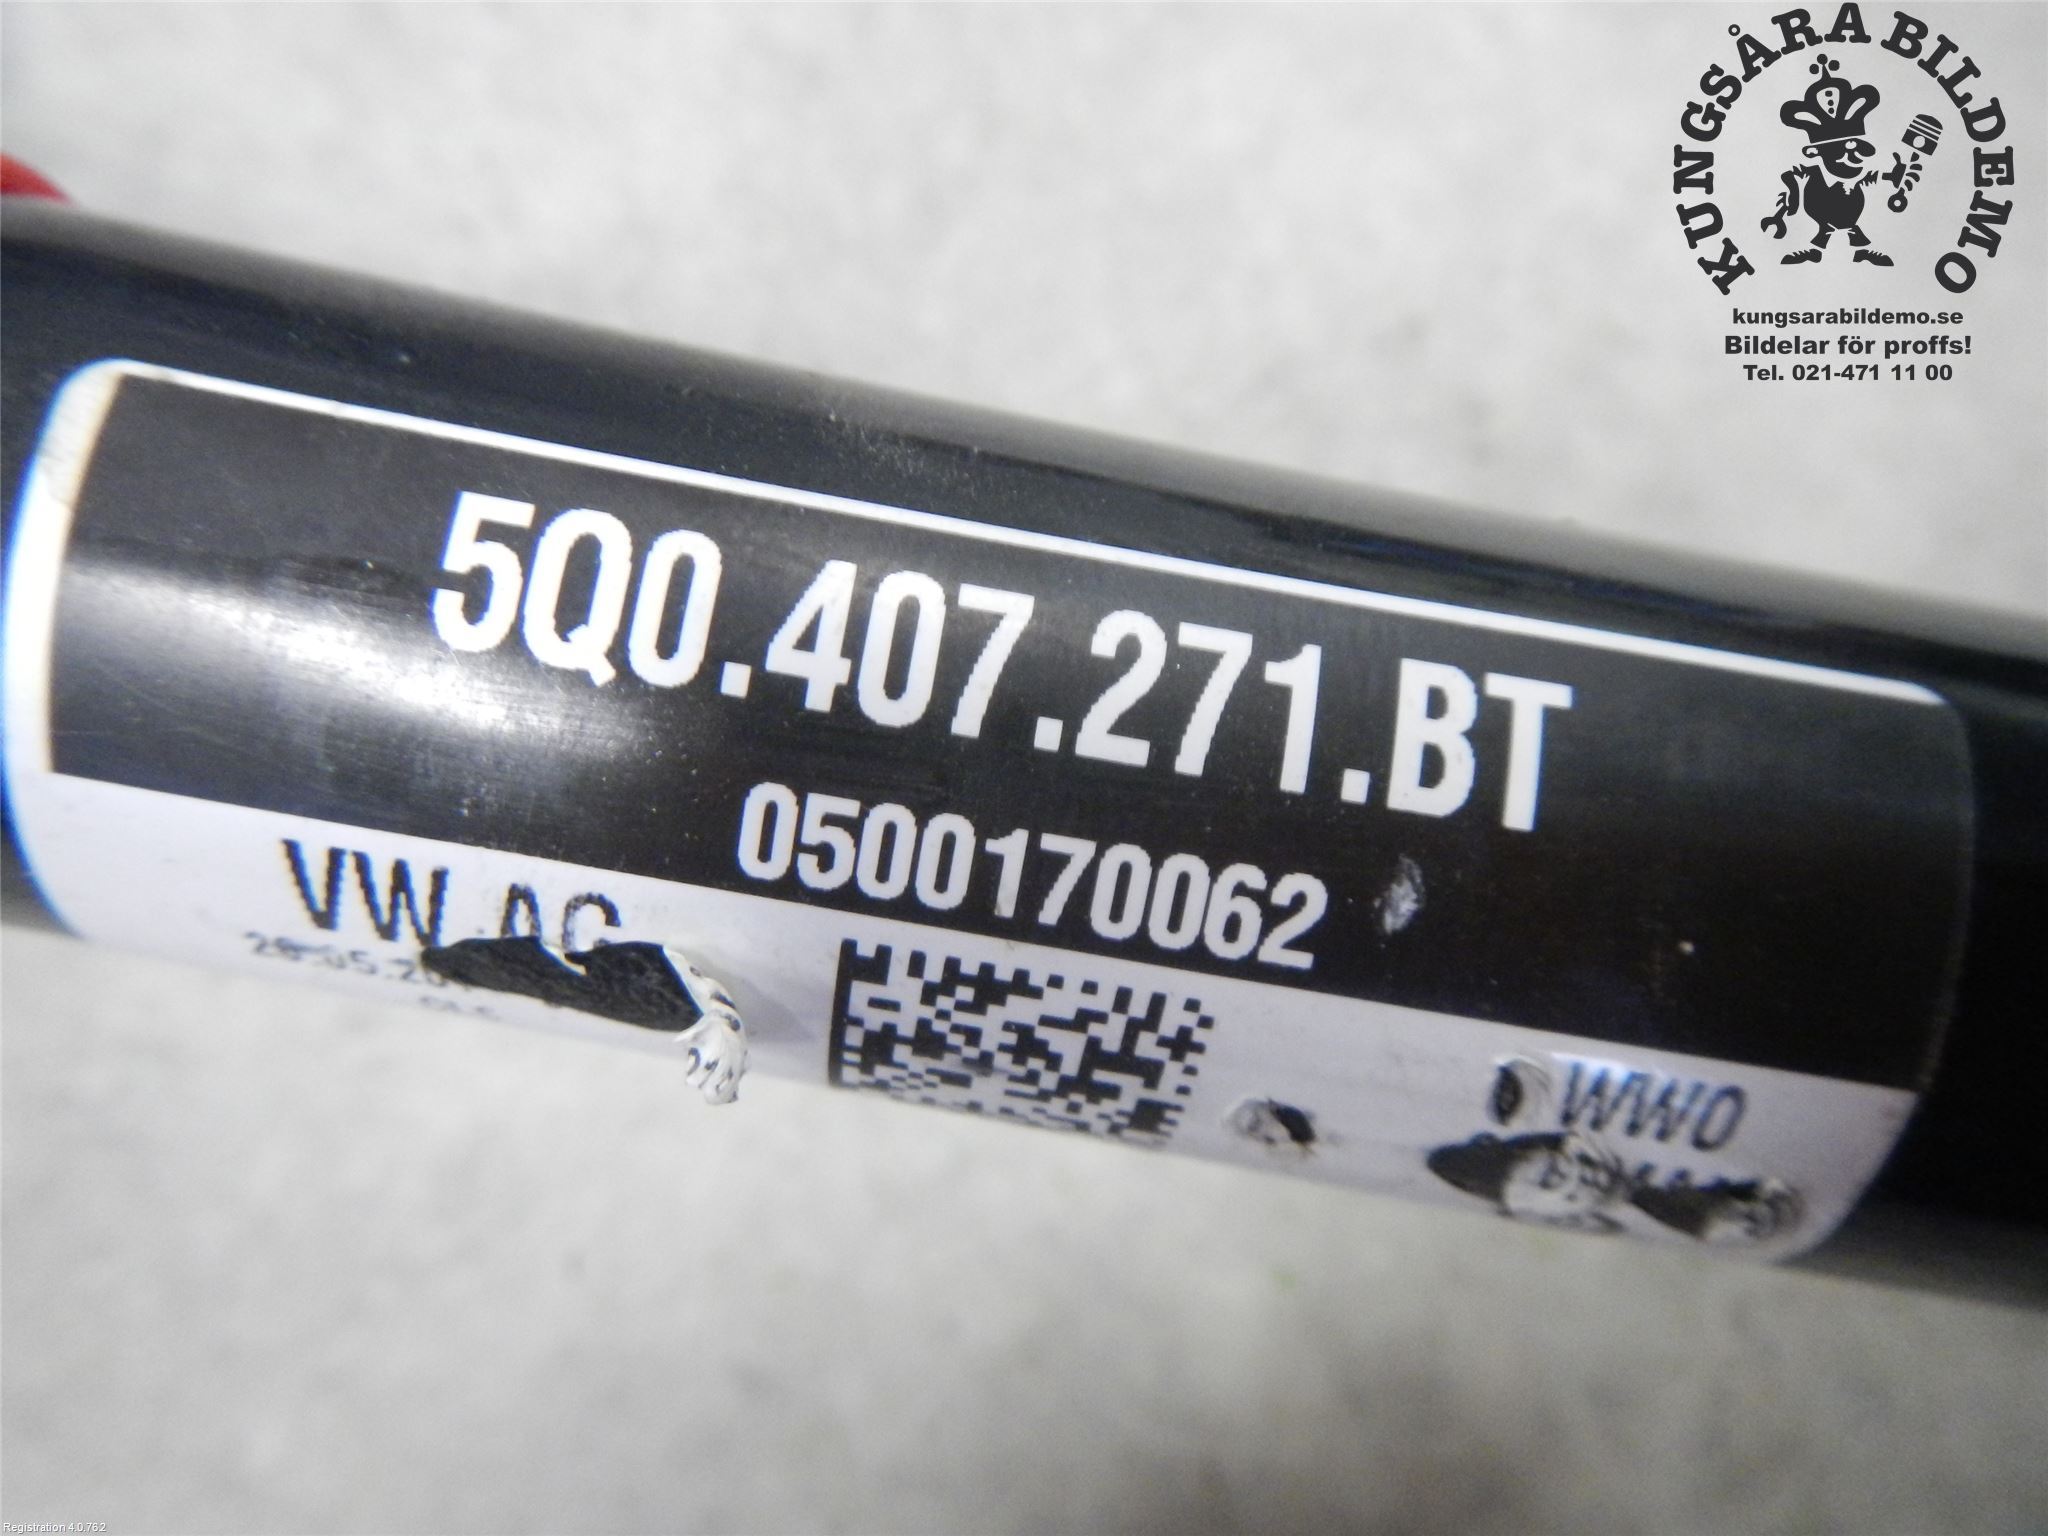 KUNGSÅRA BILDEMO
kungsarabildemo.se
Bildelar för proffs!
Tel. 021-471 11 00
5Q0.407.271.BT
0500170062
VW AG
WWO
Registration 4.0.762